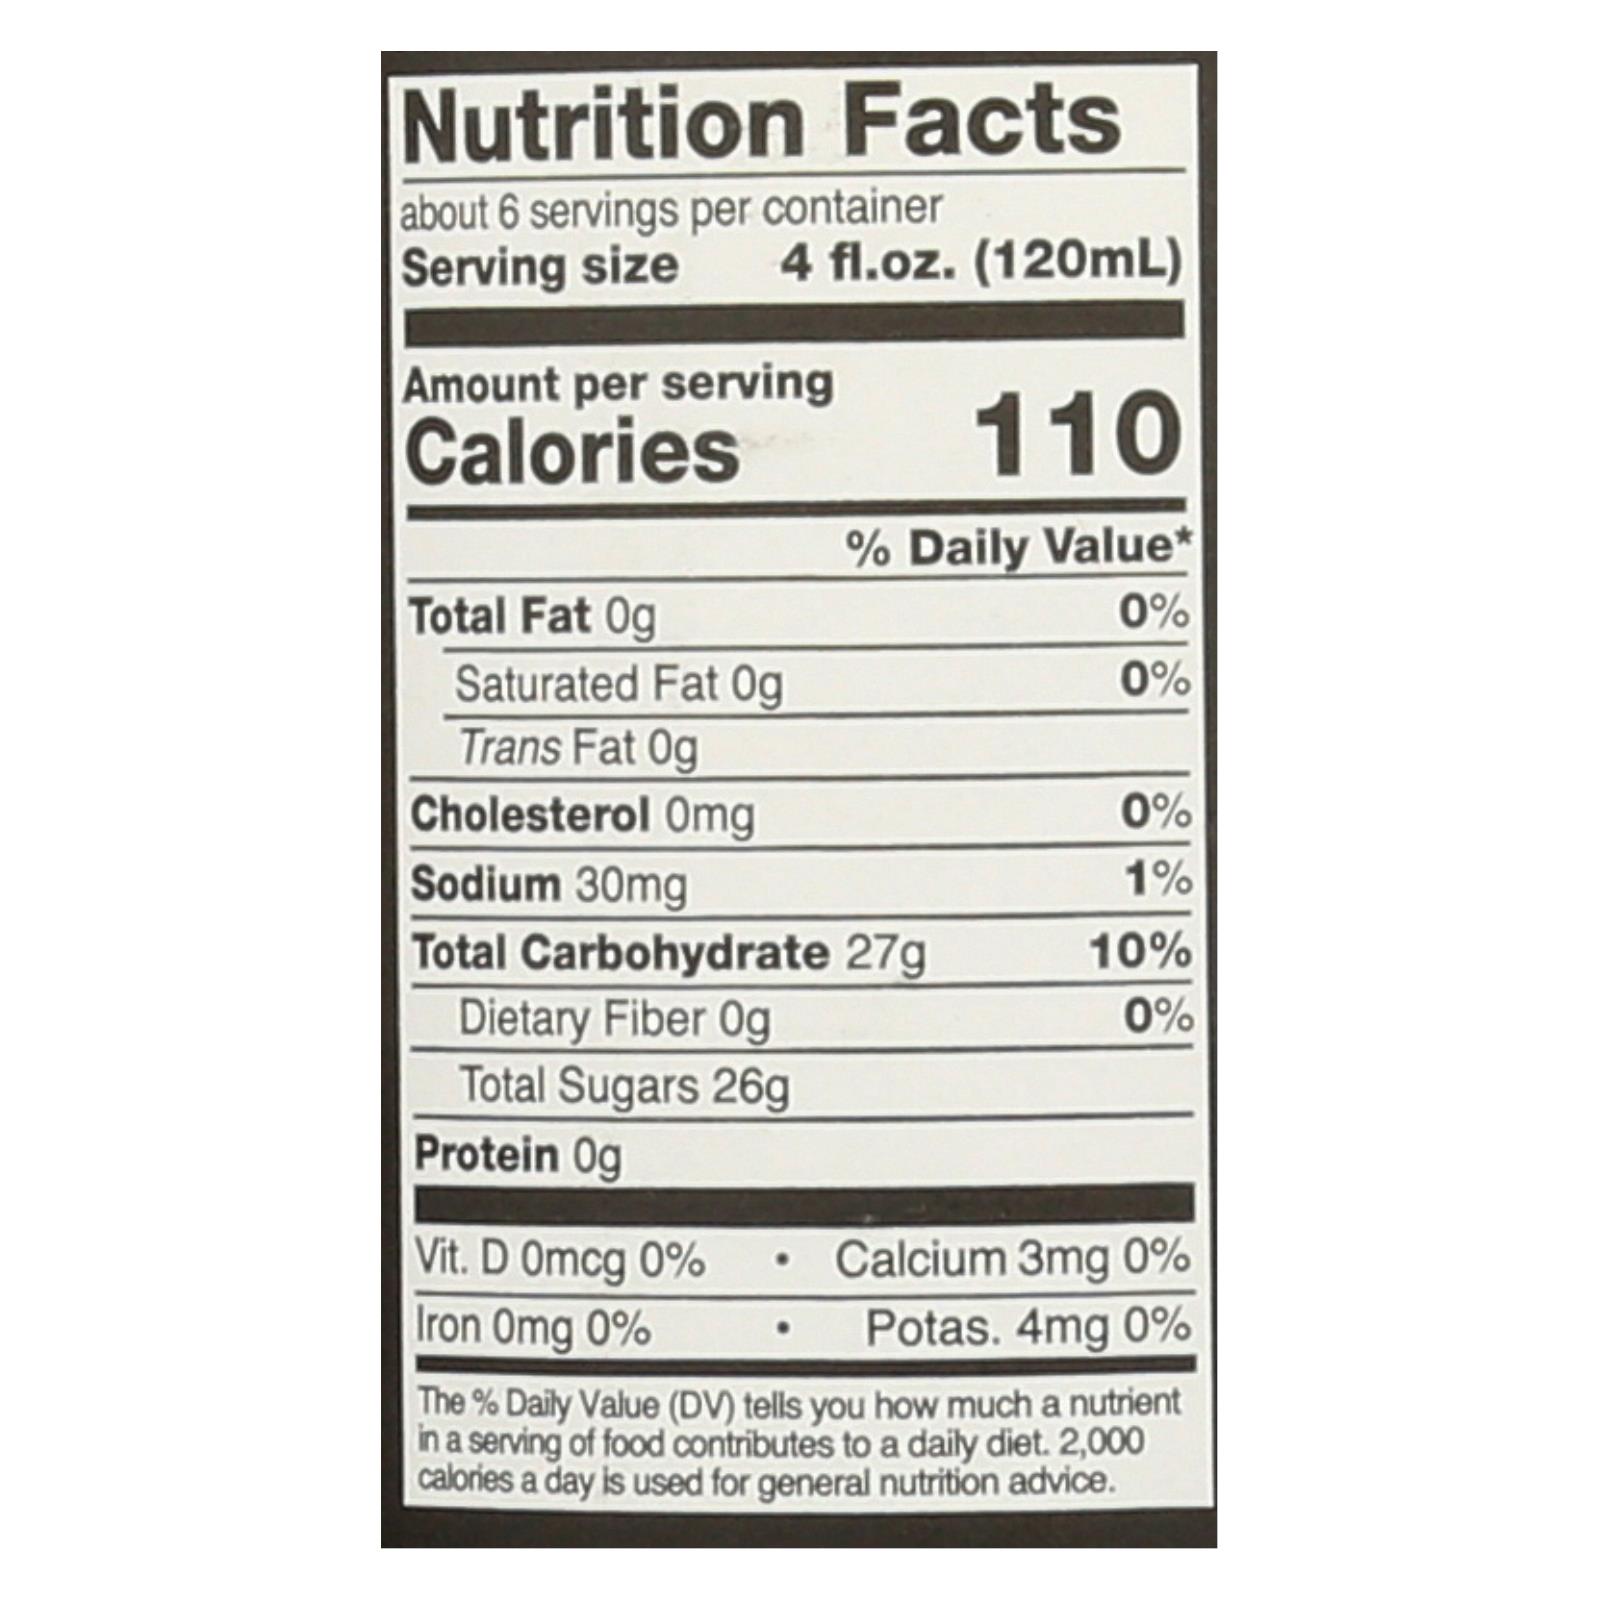 Nutrition Facts
about 6 servings per container
Serving size 4 fl.oz. (120mL)
Amount per serving
Calories 110
% Daily Value*
Total Fat 0g 0%
Saturated Fat 0g 0%
Trans Fat 0g
Cholesterol 0mg 0%
Sodium 30mg 1%
Total Carbohydrate 27g 10%
Dietary Fiber 0g 0%
Total Sugars 26g
Protein 0g
Vit. D 0mcg 0% • Calcium 3mg 0%
Iron 0mg 0% • Potas. 4mg 0%
The % Daily Value (DV) tells you how much a nutrient
in a serving of food contributes to a daily diet. 2,000
calories a day is used for general nutrition advice.